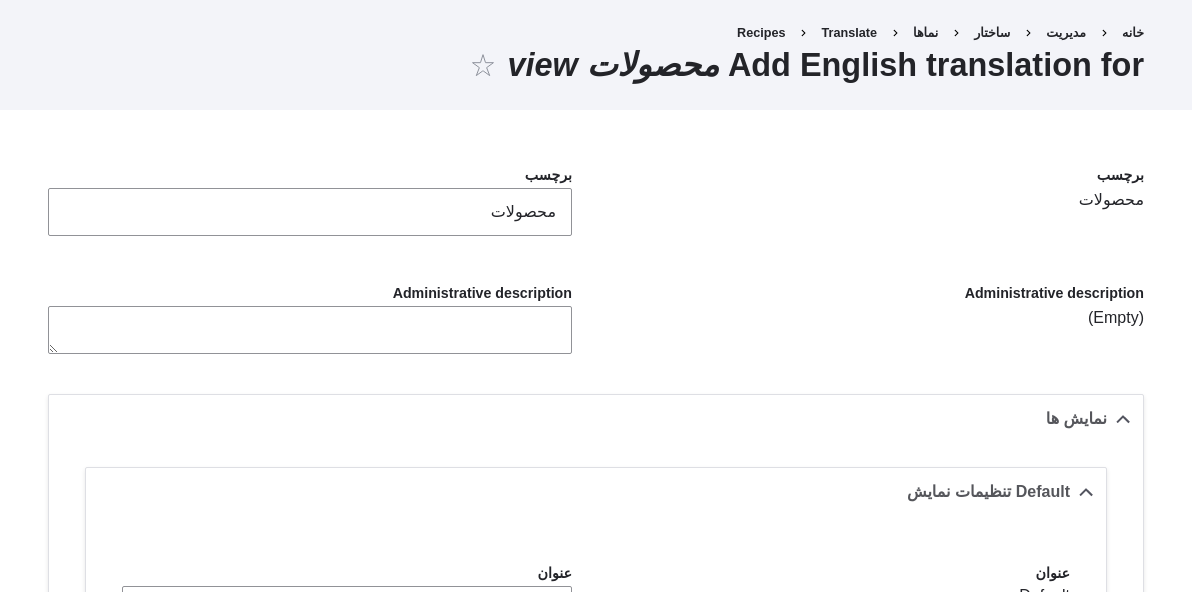 خانه › مدیریت › ساختار › نماها › Translate › Recipes
Add English translation for محصولات view
برچسب
محصولات
برچسب
محصولات
Administrative description
(Empty)
Administrative description
نمایش ها
Default تنظیمات نمایش
عنوان
Default
عنوان